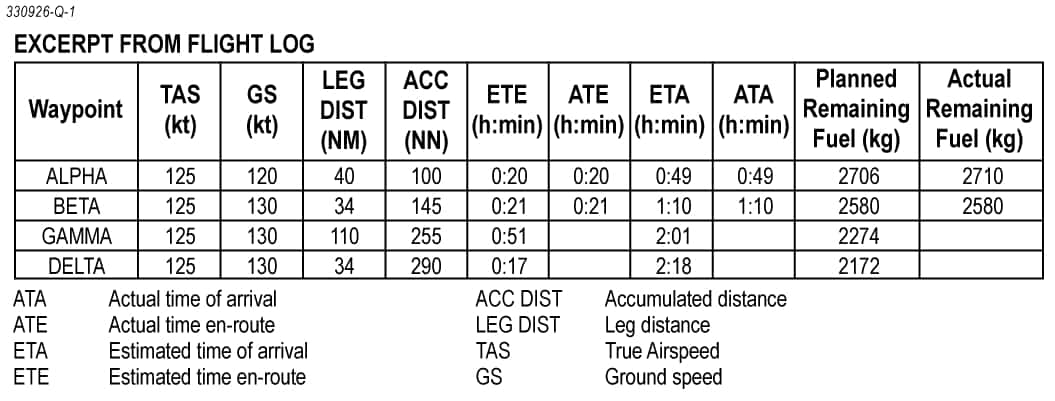 330926-Q-1
EXCERPT FROM FLIGHT LOG
Waypoint TAS (kt) GS (kt) LEG DIST (NM) ACC DIST (NN) ETE (h:min) ATE (h:min) ETA (h:min) ATA (h:min) Planned Remaining Fuel (kg) Actual Remaining Fuel (kg)
ALPHA 125 120 40 100 0:20 0:20 0:49 0:49 2706 2710
BETA 125 130 34 145 0:21 0:21 1:10 1:10 2580 2580
GAMMA 125 130 110 255 0:51 2:01 2274
DELTA 125 130 34 290 0:17 2:18 2172
ATA Actual time of arrival ACC DIST Accumulated distance
ATE Actual time en-route LEG DIST Leg distance
ETA Estimated time of arrival TAS True Airspeed
ETE Estimated time en-route GS Ground speed